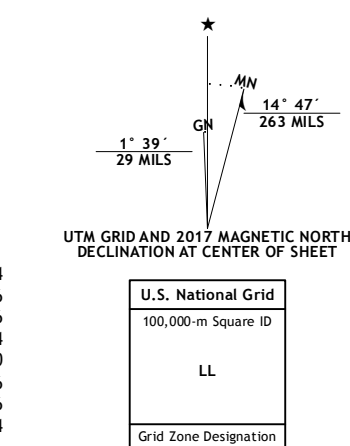 ★
MN
GN
14° 47´
263 MILS
1° 39´
29 MILS
UTM GRID AND 2017 MAGNETIC NORTH
DECLINATION AT CENTER OF SHEET
U.S. National Grid
100,000-m Square ID
LL
Grid Zone Designation